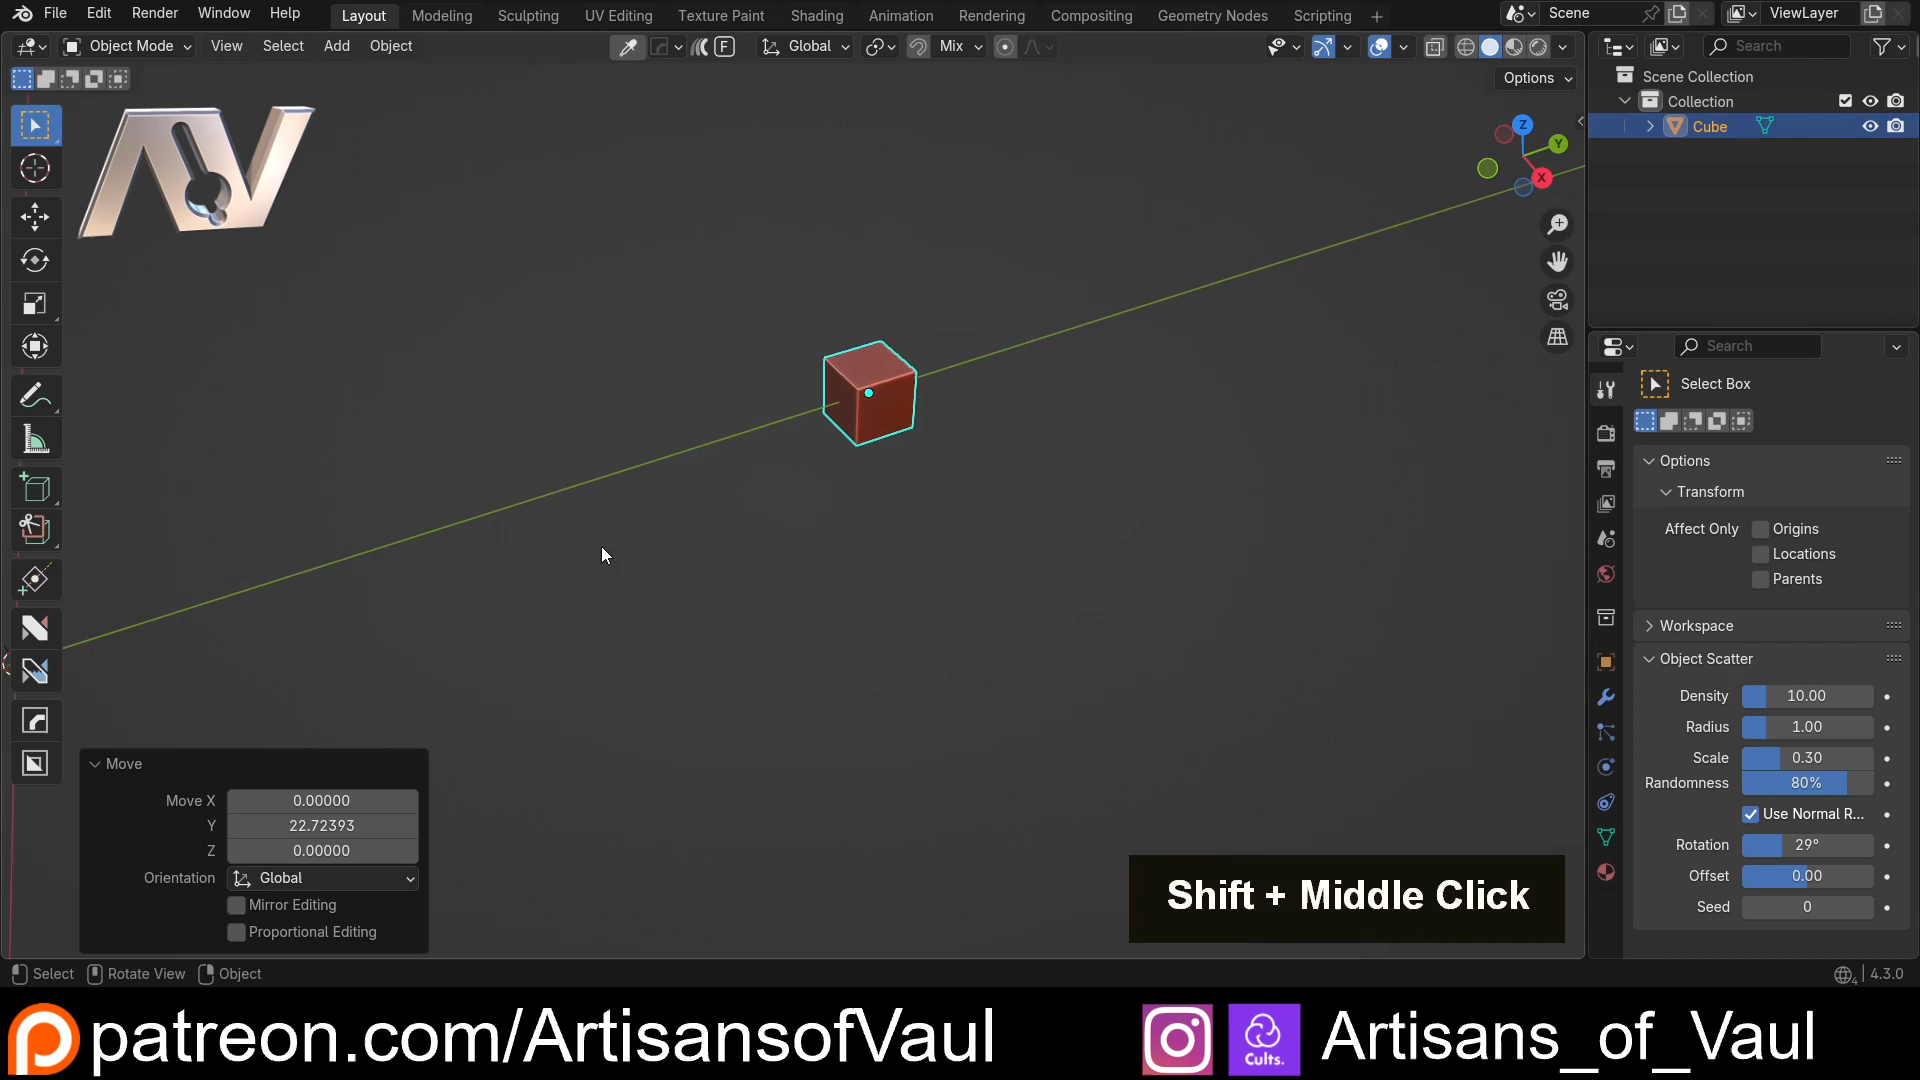 File Edit Render Window Help Layout Modeling Sculpting UV Editing Texture Paint Shading Animation Rendering Compositing Geometry Nodes Scripting + Scene ViewLayer
Object Mode View Select Add Object F Global Mix Search
Options
Scene Collection
Collection
Cube
Z
Y
X
AV
Search
Select Box
Options
Transform
Affect Only Origins
Locations
Parents
Workspace
Object Scatter
Density 10.00
Radius 1.00
Scale 0.30
Randomness 80%
Use Normal R...
Rotation 29°
Offset 0.00
Seed 0
Move
Move X 0.00000
Y 22.72393
Z 0.00000
Orientation Global
Mirror Editing
Proportional Editing
Shift + Middle Click
Select Rotate View Object 4 4.3.0
patreon.com/ArtisansofVaul Cults. Artisans_of_Vaul